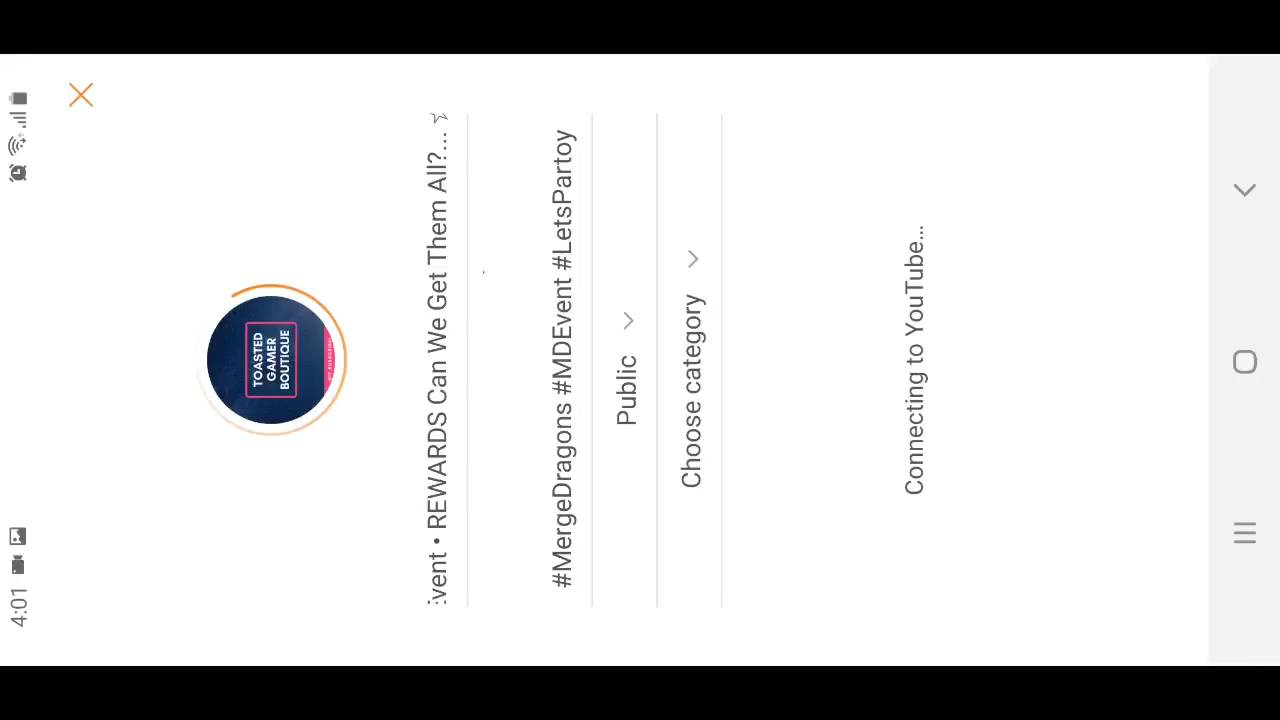 4:01
TOASTED
GAMER
BOUTIQUE
Event • REWARDS Can We Get Them All?... ☆
#MergeDragons #MDEvent #LetsPartoy
Public
Choose category
Connecting to YouTube...